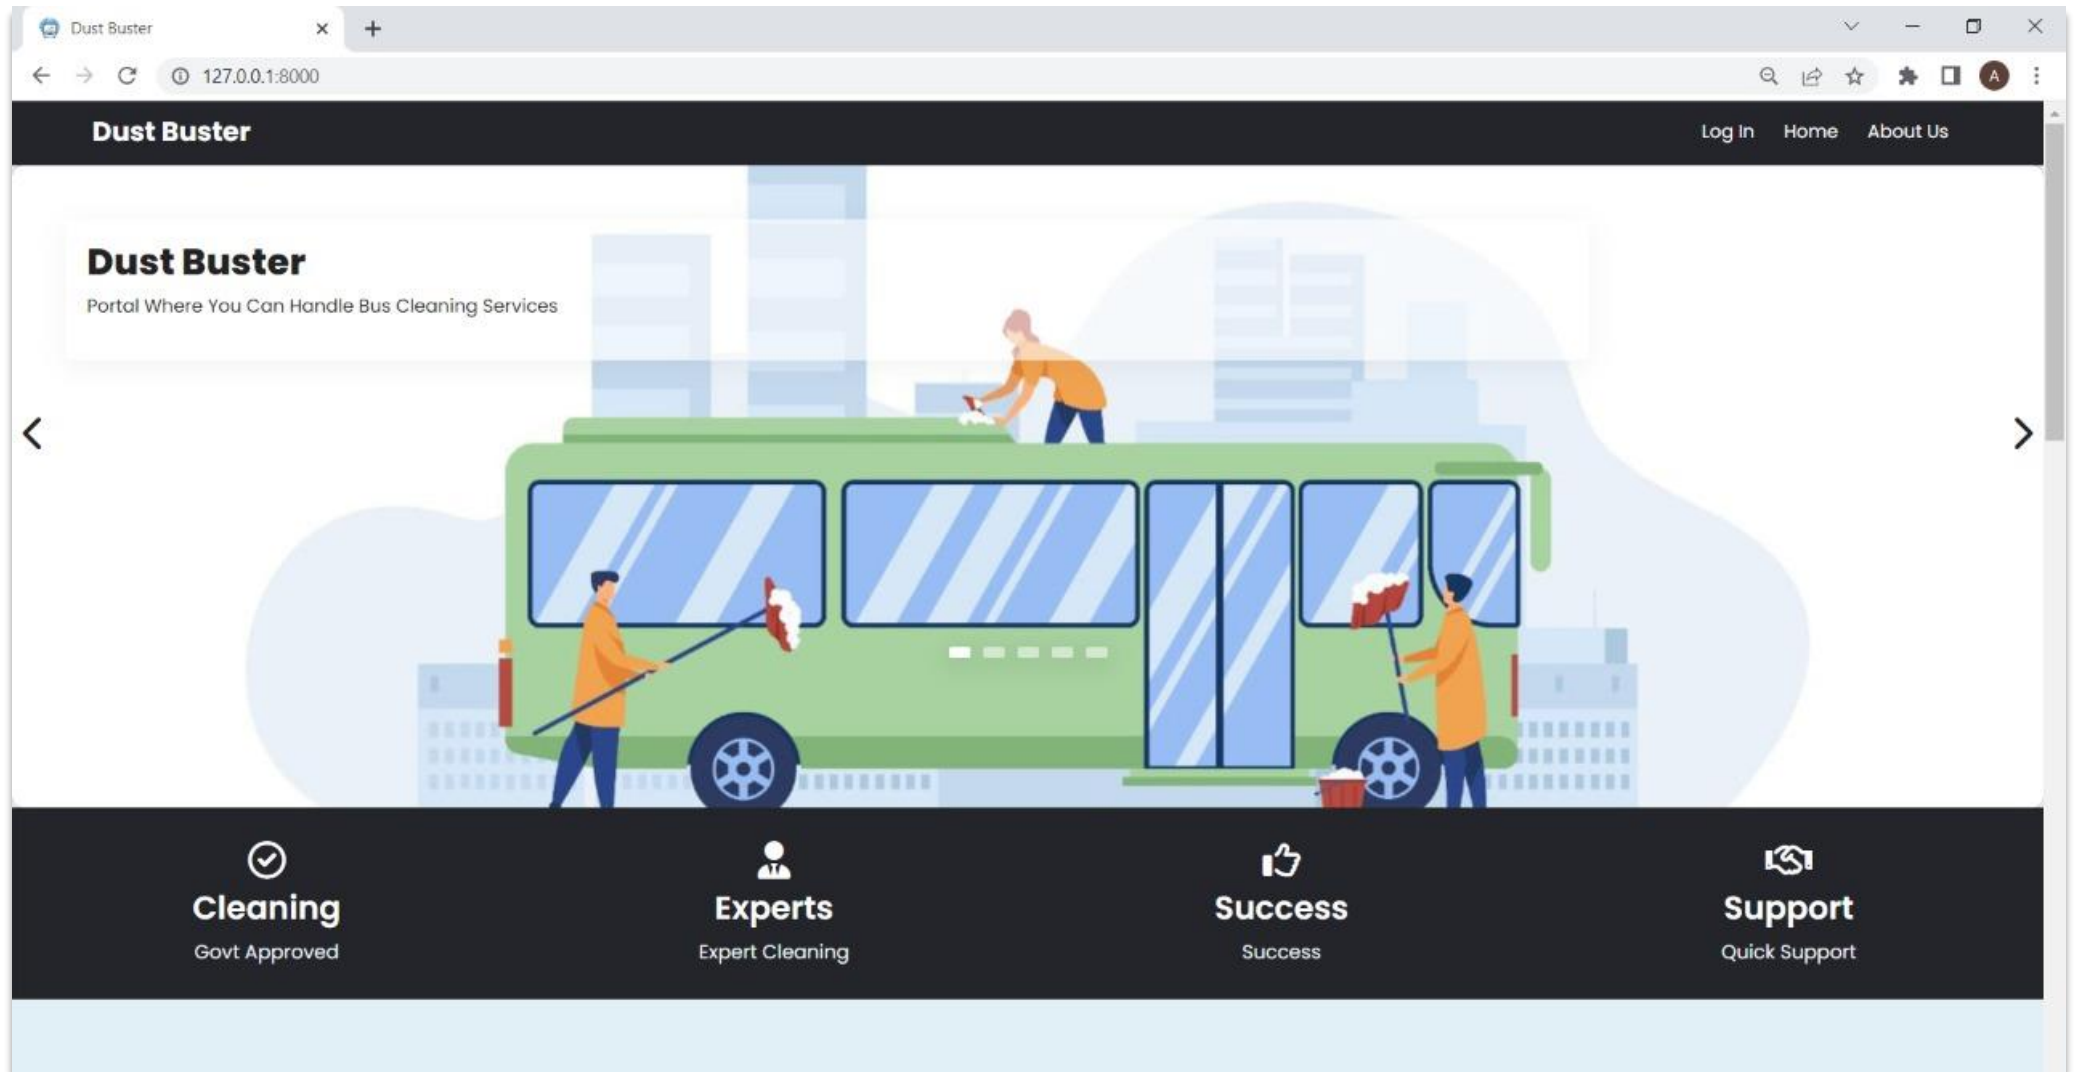 Dust Buster
127.0.0.1:8000
A
Dust Buster
Log In Home About Us
Dust Buster
Portal Where You Can Handle Bus Cleaning Services
Cleaning Experts Success Support
Govt Approved Expert Cleaning Success Quick Support